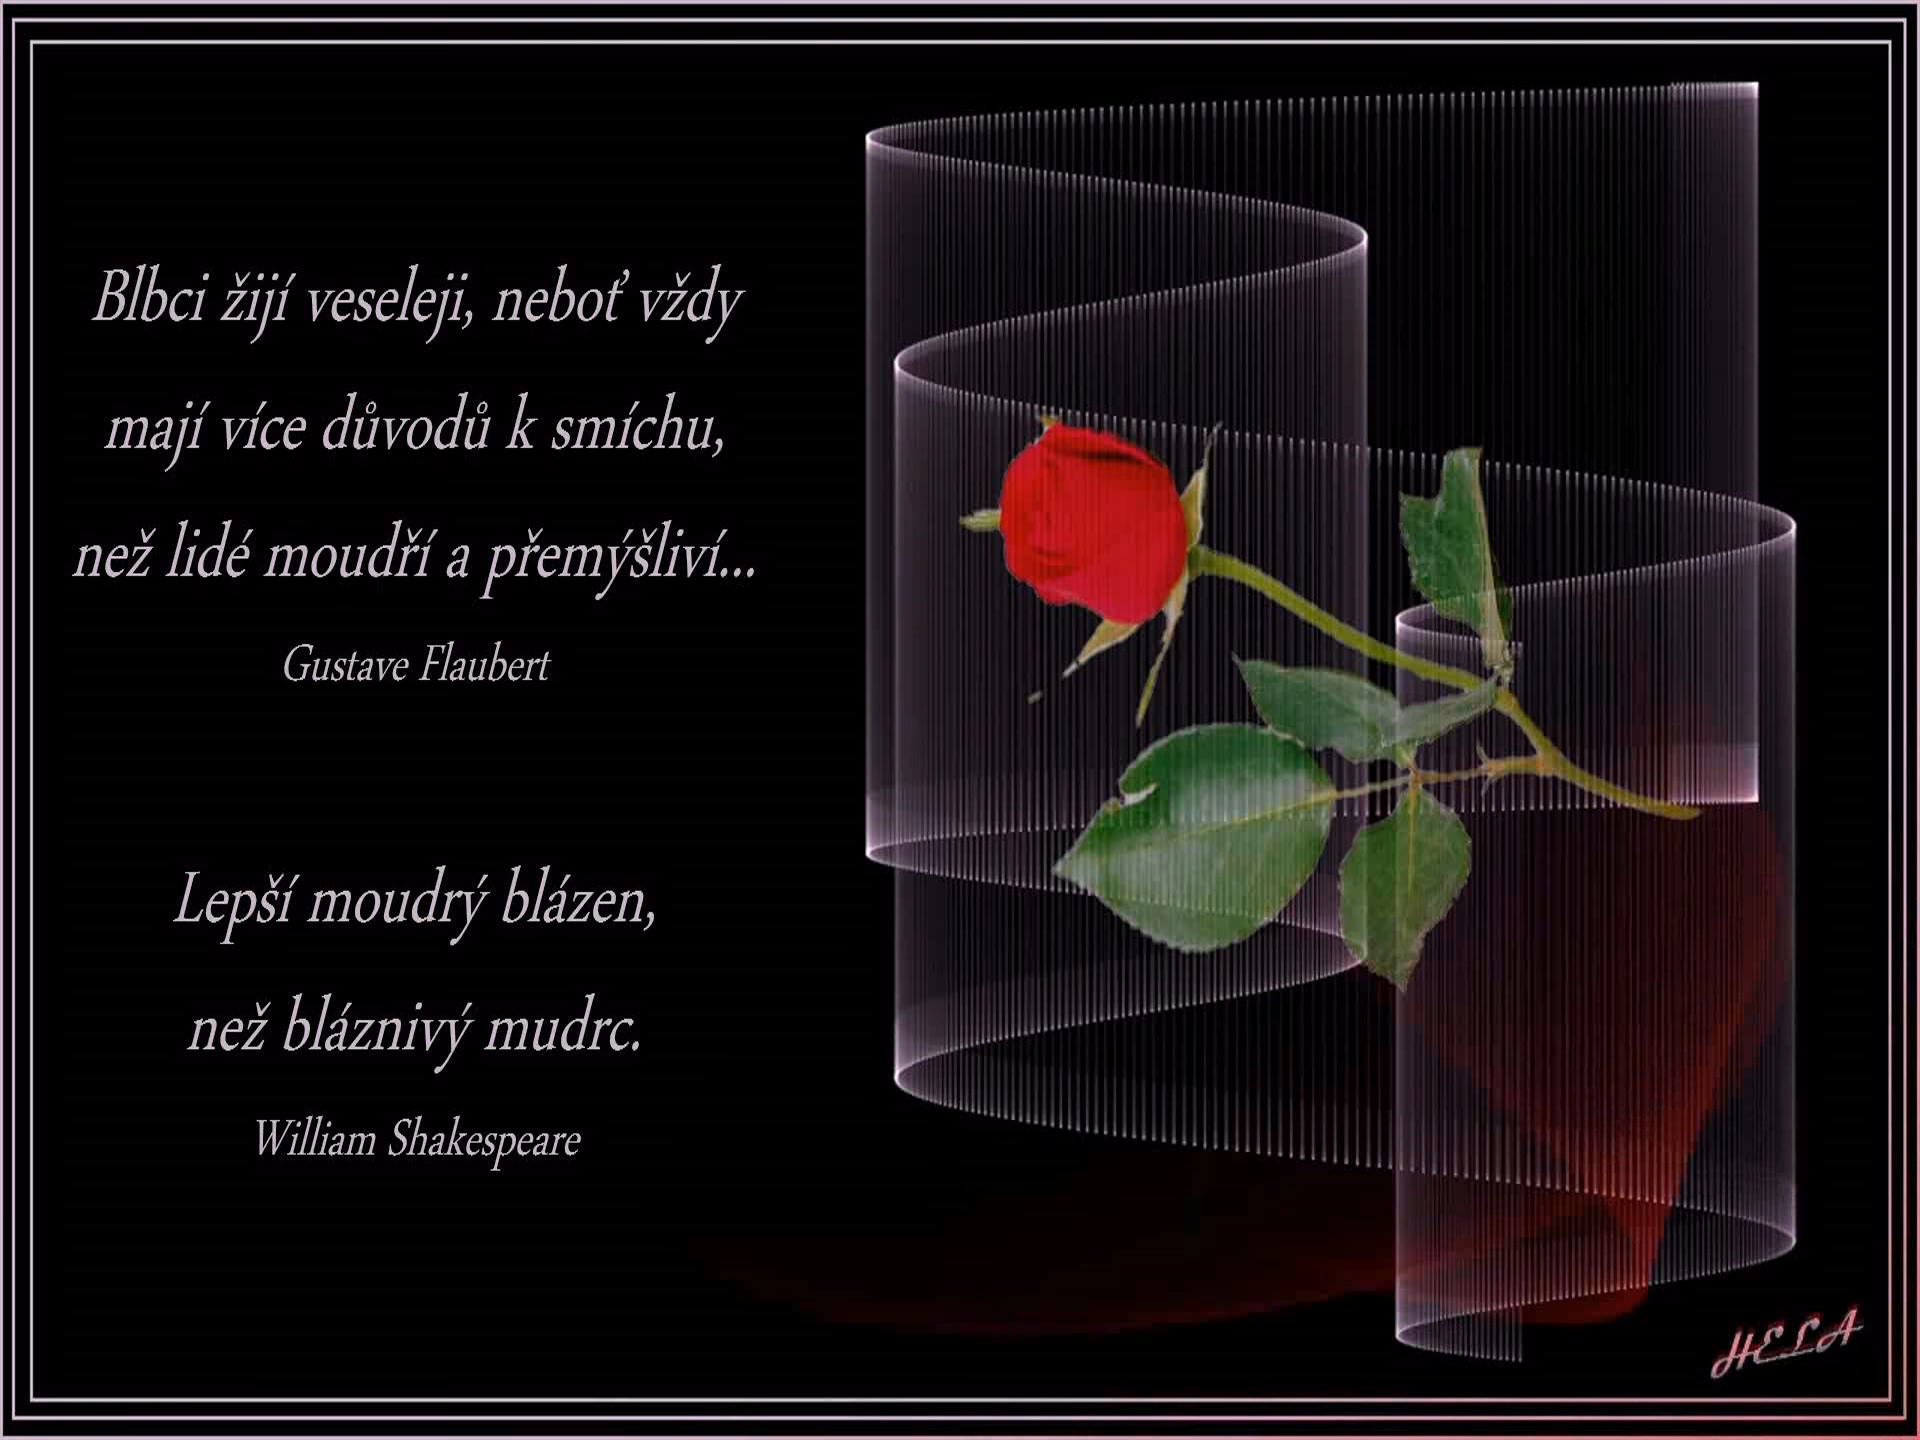 Blbci žijí veseleji, neboť vždy
mají více důvodů k smíchu,
než lidé moudří a přemýšliví...
Gustave Flaubert
Lepší moudrý blázen,
než bláznivý mudrc.
William Shakespeare
HELA